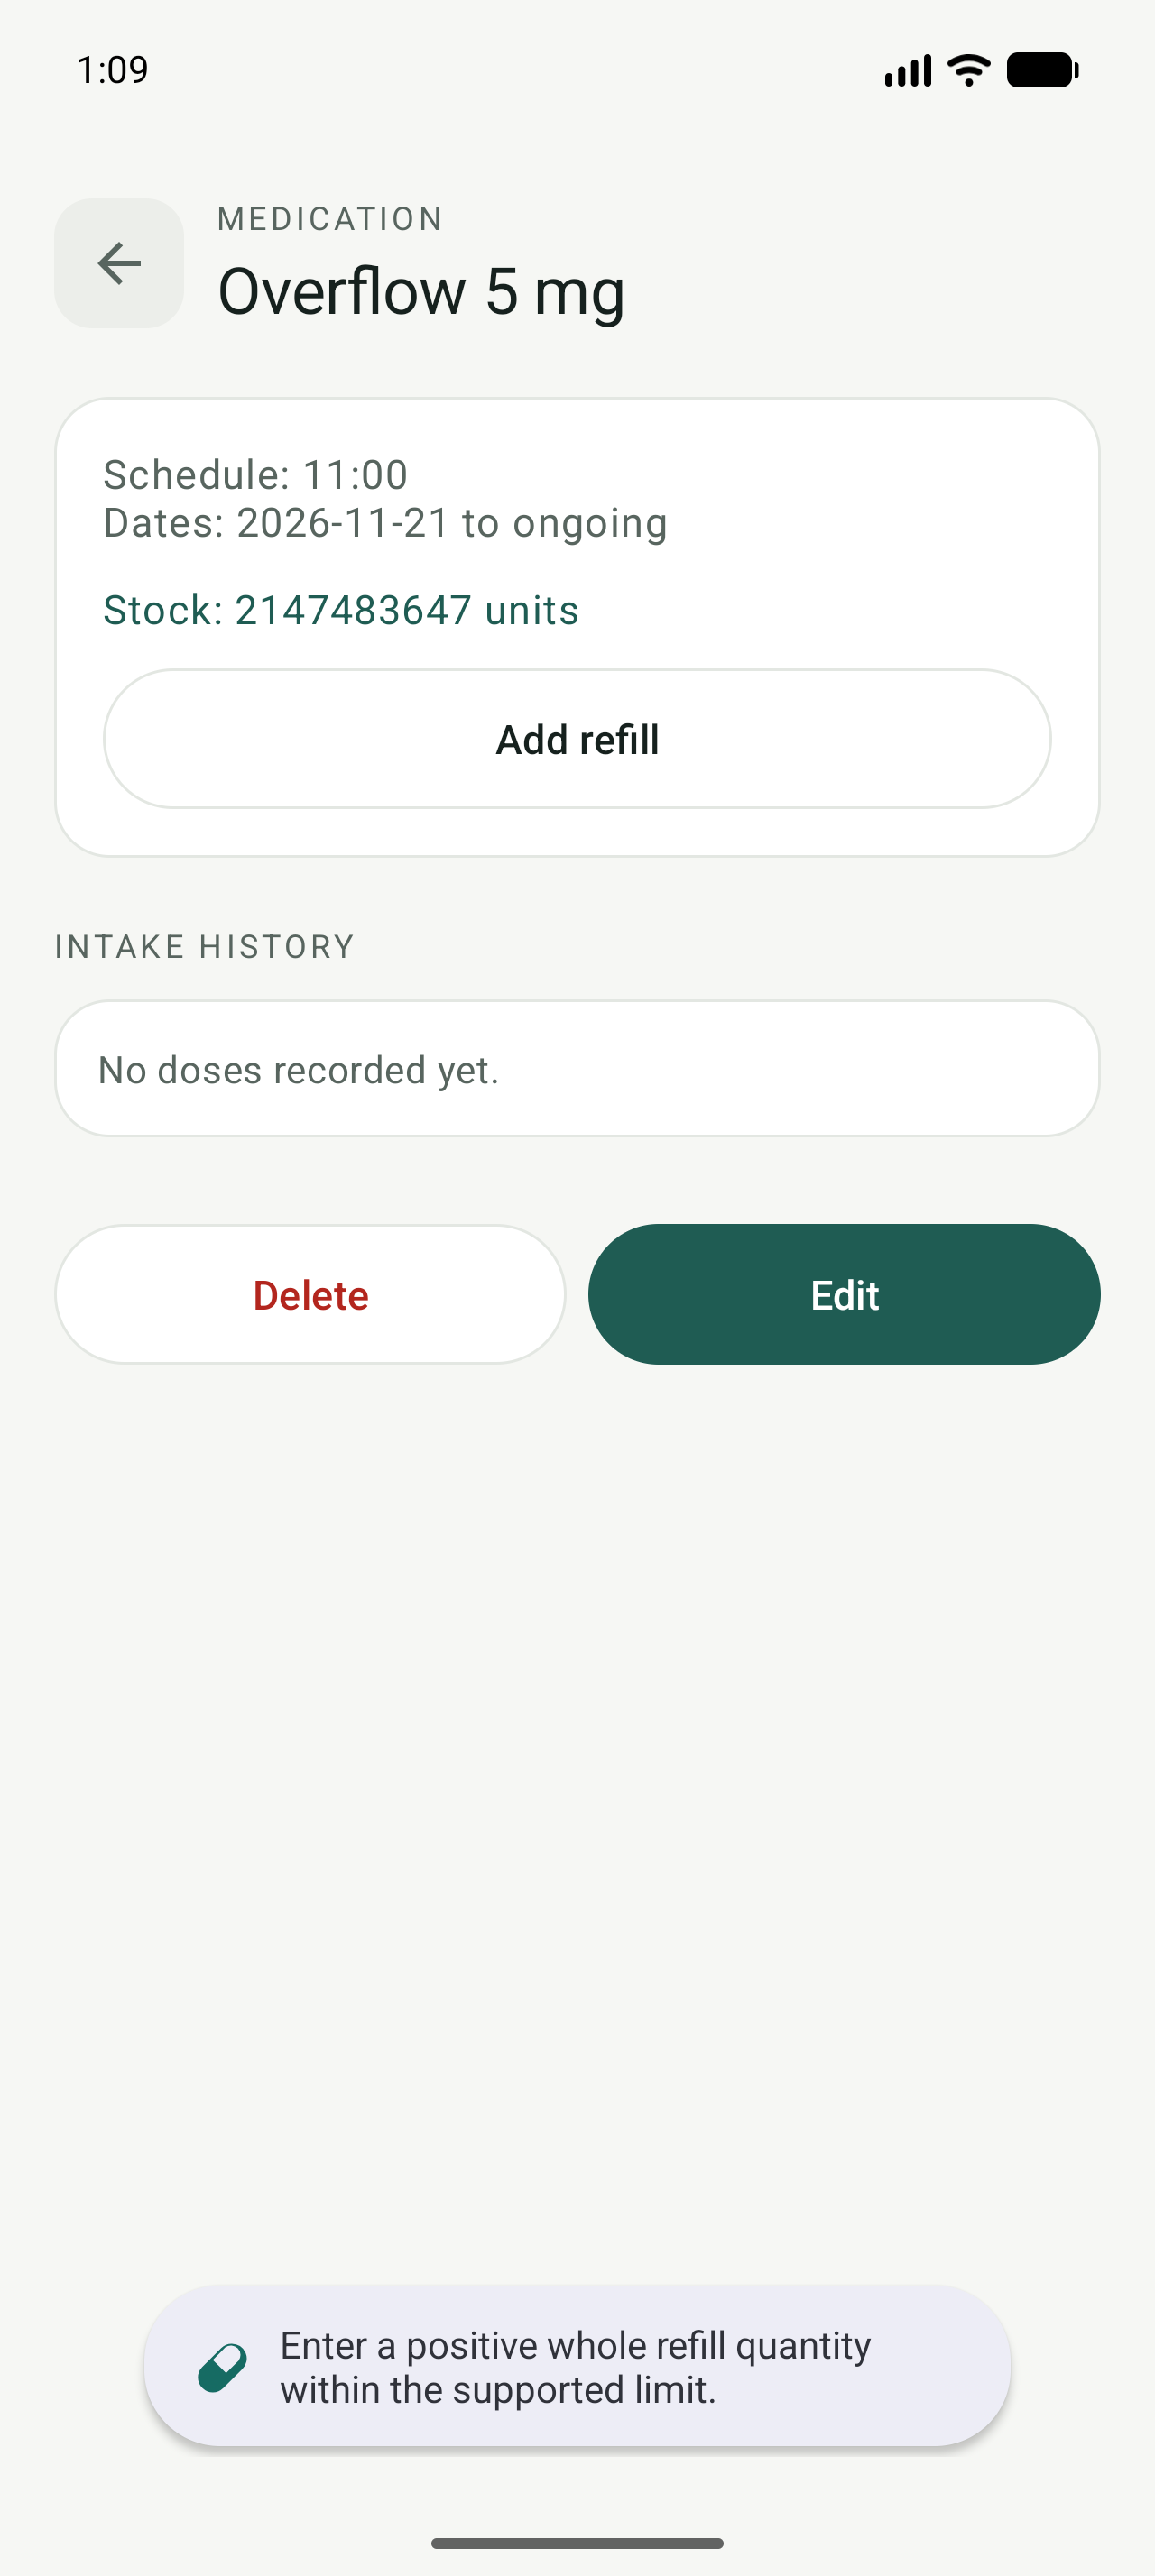 1:09
MEDICATION
Overflow 5 mg
Schedule: 11:00
Dates: 2026-11-21 to ongoing
Stock: 2147483647 units
Add refill
INTAKE HISTORY
No doses recorded yet.
Delete
Edit
Enter a positive whole refill quantity
within the supported limit.